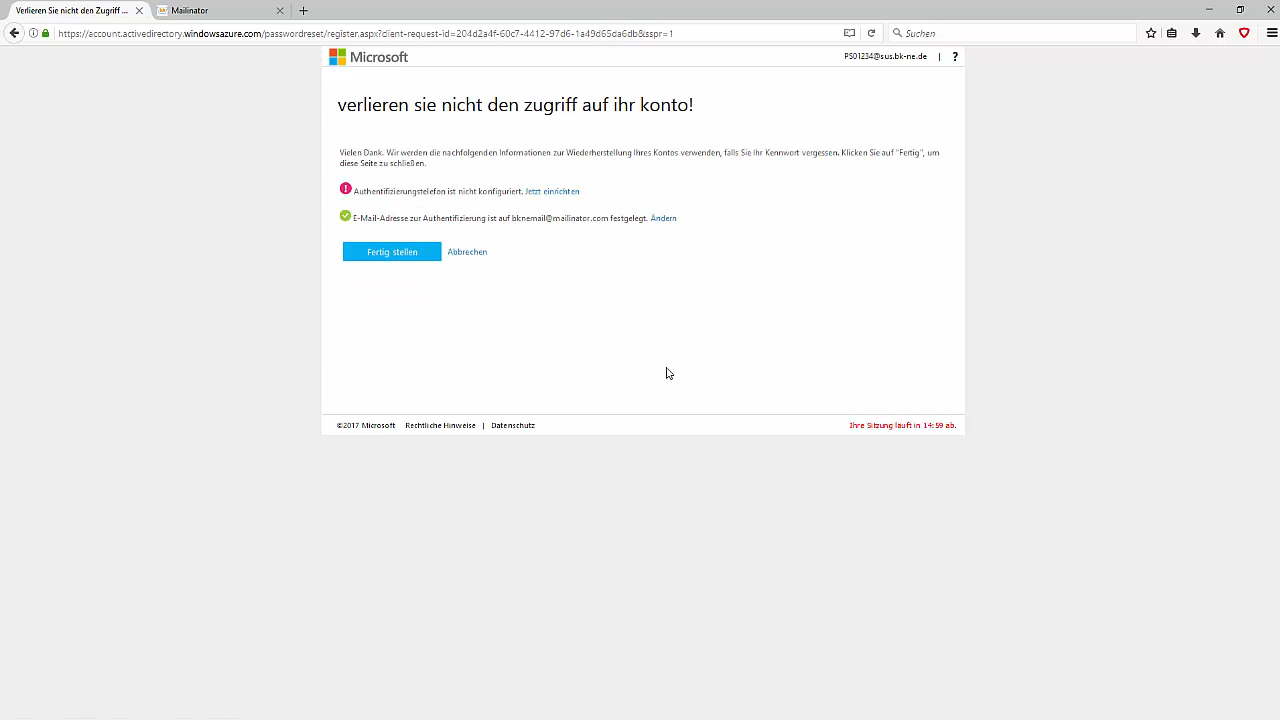 Verlieren Sie nicht den Zugriff ...
Mailinator
https://account.activedirectory.windowsazure.com/passwordreset/register.aspx?client-request-id=204d2a4f-60c7-4412-97d6-1a49d65da6db&sspr=1
Suchen
Microsoft
PS01234@sus.bk-ne.de | ?
verlieren sie nicht den zugriff auf ihr konto!
Vielen Dank. Wir werden die nachfolgenden Informationen zur Wiederherstellung Ihres Kontos verwenden, falls Sie Ihr Kennwort vergessen. Klicken Sie auf "Fertig", um
diese Seite zu schließen.
Authentifizierungstelefon ist nicht konfiguriert. Jetzt einrichten
E-Mail-Adresse zur Authentifizierung ist auf bknemail@mailinator.com festgelegt. Ändern
Fertig stellen Abbrechen
©2017 Microsoft Rechtliche Hinweise | Datenschutz
Ihre Sitzung läuft in 14:59 ab.